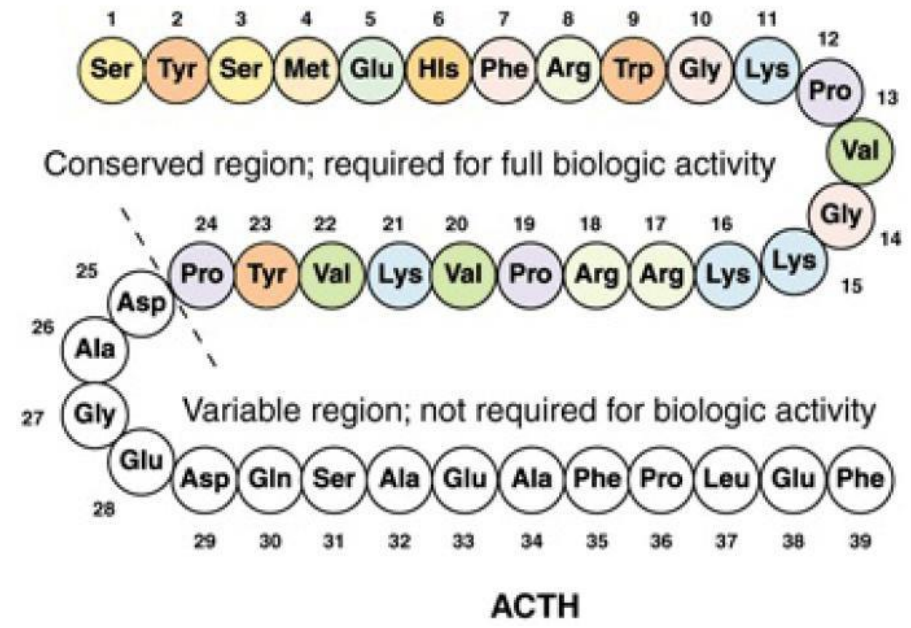 1 2 3 4 5 6 7 8 9 10 11
Ser Tyr Ser Met Glu HIs Phe Arg Trp Gly Lys
12
Pro
13
Val
Conserved region; required for full biologic activity
Gly
14
24 23 22 21 20 19 18 17 16
Pro Tyr Val Lys Val Pro Arg Arg Lys Lys
15
25
Asp
26
Ala
27
Gly
Variable region; not required for biologic activity
Glu
28
Asp Gln Ser Ala Glu Ala Phe Pro Leu Glu Phe
29 30 31 32 33 34 35 36 37 38 39
ACTH